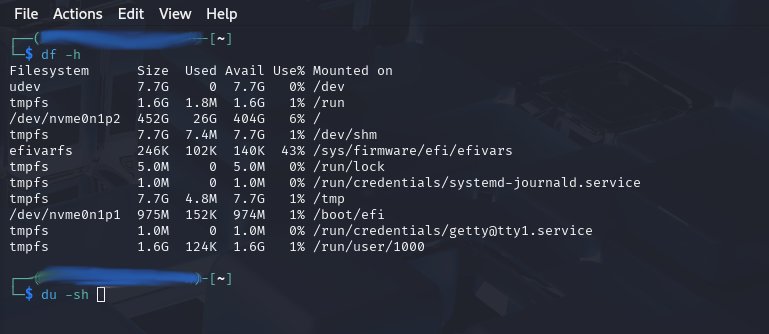 File Actions Edit View Help
┌──( )-[~]
└─$ df -h
Filesystem      Size  Used Avail Use% Mounted on
udev            7.7G     0  7.7G   0% /dev
tmpfs           1.6G  1.8M  1.6G   1% /run
/dev/nvme0n1p2  452G   26G  404G   6% /
tmpfs           7.7G  7.4M  7.7G   1% /dev/shm
efivarfs        246K  102K  140K  43% /sys/firmware/efi/efivars
tmpfs           5.0M     0  5.0M   0% /run/lock
tmpfs           1.0M     0  1.0M   0% /run/credentials/systemd-journald.service
tmpfs           7.7G  4.8M  7.7G   1% /tmp
/dev/nvme0n1p1  975M  152K  974M   1% /boot/efi
tmpfs           1.0M     0  1.0M   0% /run/credentials/getty@tty1.service
tmpfs           1.6G  124K  1.6G   1% /run/user/1000
┌──( )-[~]
└─$ du -sh